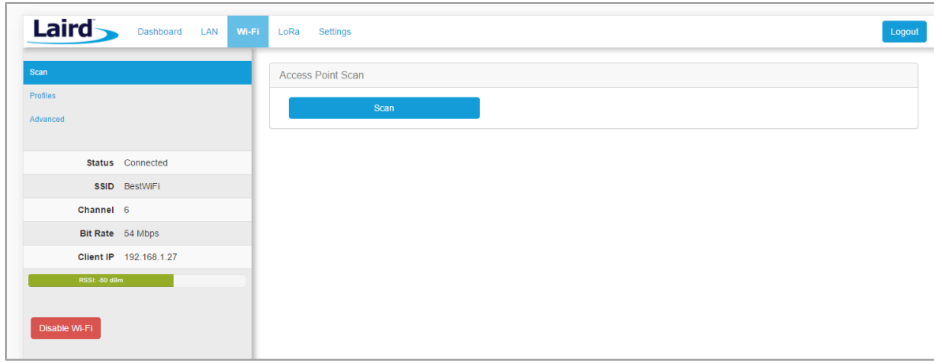 Laird Dashboard LAN Wi-Fi LoRa Settings Logout
Scan
Profiles
Advanced
Status Connected
SSID BestWiFi
Channel 6
Bit Rate 54 Mbps
Client IP 192.168.1.27
RSSI: -50 dBm
Disable Wi-Fi
Access Point Scan
Scan